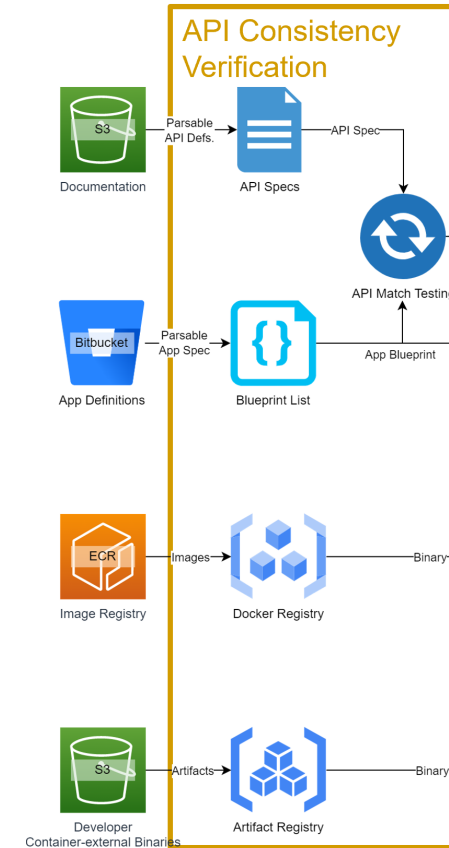 API Consistency
Verification
S3
Parsable
API Defs.
API Spec
Documentation
API Specs
API Match Testing
Bitbucket
Parsable
App Spec
App Blueprint
App Definitions
Blueprint List
ECR
Images
Binary
Image Registry
Docker Registry
S3
Artifacts
Binary
Developer
Container-external Binaries
Artifact Registry